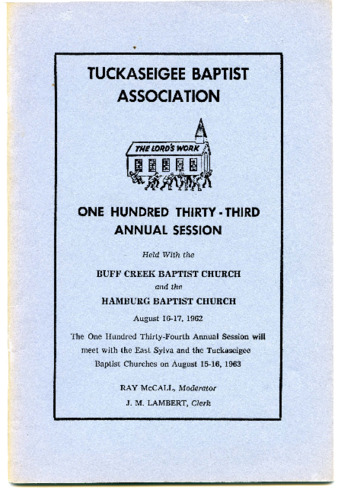 TUCKASEIGEE BAPTIST
ASSOCIATION
THE LORD'S WORK
ONE HUNDRED THIRTY-THIRD
ANNUAL SESSION
Held With the
BUFF CREEK BAPTIST CHURCH
and the
HAMBURG BAPTIST CHURCH
August 16-17, 1962
The One Hundred Thirty-Fourth Annual Session will
meet with the East Sylva and the Tuckaseigee
Baptist Churches on August 15-16, 1963
RAY McCALL, Moderator
J. M. LAMBERT, Clerk